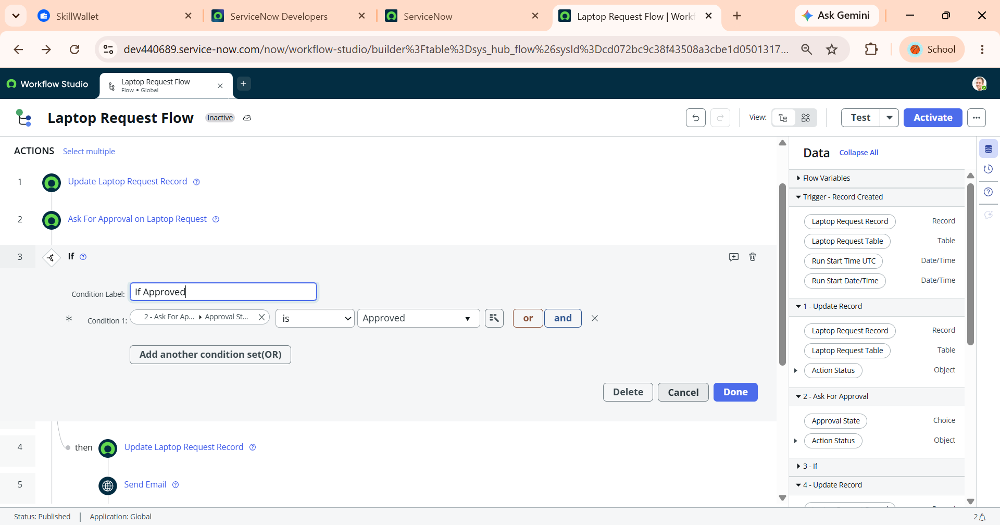 SkillWallet
ServiceNow Developers
ServiceNow
Laptop Request Flow | Workf
Ask Gemini
dev440689.service-now.com/now/workflow-studio/builder%3Ftable%3Dsys_hub_flow%26sysId%3Dcd072bc9c38f43508a3cbe1d0501317...
School
Workflow Studio
Laptop Request Flow
Flow • Global
Laptop Request Flow
Inactive
View:
Test
Activate
ACTIONS
Select multiple
1
Update Laptop Request Record
2
Ask For Approval on Laptop Request
3
If
Condition Label:
If Approved
* Condition 1:
2 - Ask For Ap... ▸ Approval St...
is
Approved
or
and
Add another condition set(OR)
Delete
Cancel
Done
4
then
Update Laptop Request Record
5
Send Email
Data
Collapse All
Flow Variables
Trigger - Record Created
Laptop Request Record
Record
Laptop Request Table
Table
Run Start Time UTC
Date/Time
Run Start Date/Time
Date/Time
1 - Update Record
Laptop Request Record
Record
Laptop Request Table
Table
Action Status
Object
2 - Ask For Approval
Approval State
Choice
Action Status
Object
3 - If
4 - Update Record
Status: Published
Application: Global
2